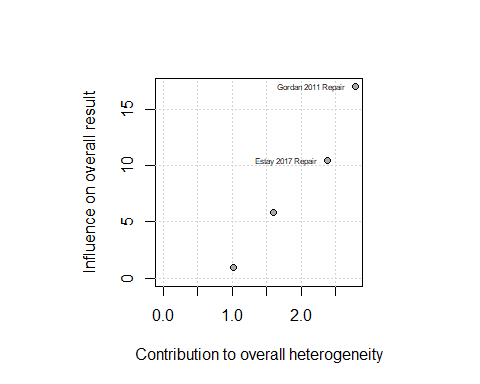 Influence on overall result
15
10
5
0
Gordan 2011 Repair
Estay 2017 Repair
0.0 1.0 2.0
Contribution to overall heterogeneity